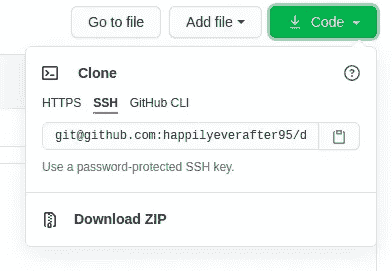 Go to file Add file Code
Clone
HTTPS SSH GitHub CLI
git@github.com:happilyeverafter95/d
Use a password-protected SSH key.
Download ZIP